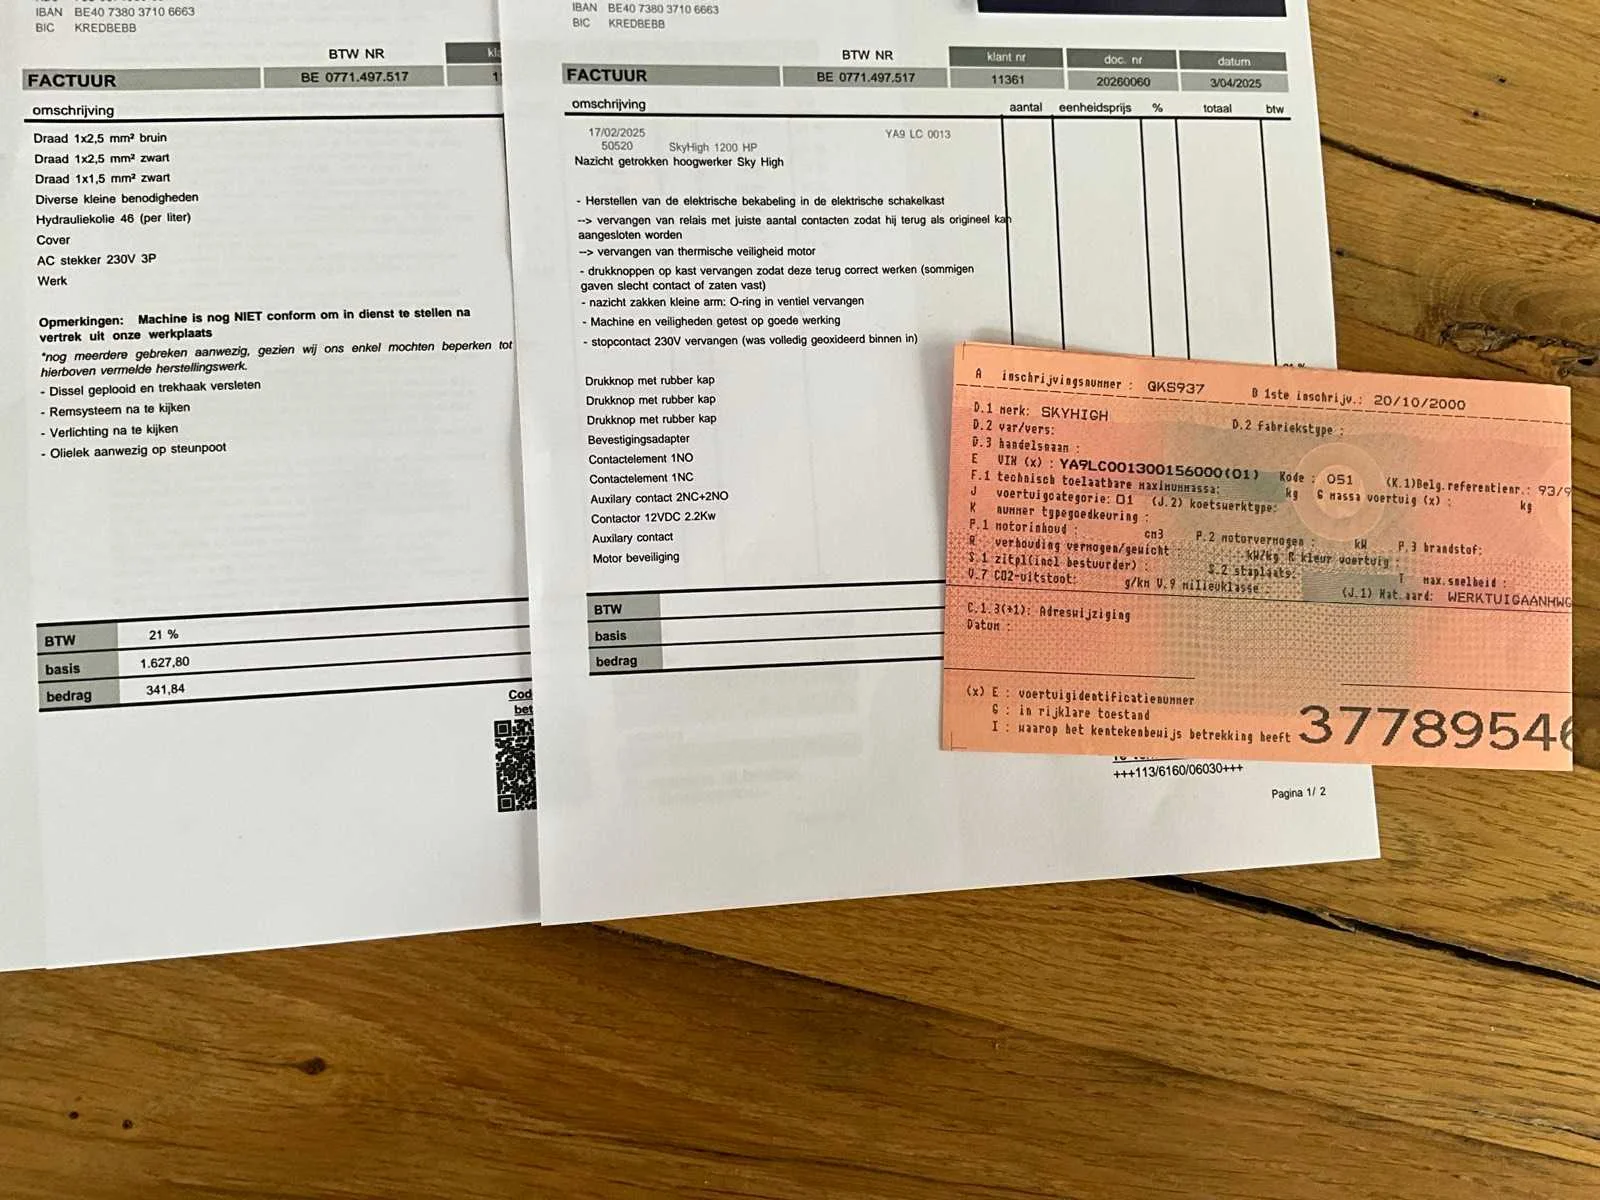 IBAN BE40 7380 3710 6663
BIC KREDBEBB
BTW NR
FACTUUR
BE 0771.497.517
omschrijving
Draad 1x2,5 mm² bruin
Draad 1x2,5 mm² zwart
Draad 1x1,5 mm² zwart
Diverse kleine benodigheden
Hydrauliekolie 46 (per liter)
Cover
AC stekker 230V 3P
Werk
Opmerkingen: Machine is nog NIET conform om in dienst te stellen na
vertrek uit onze werkplaats
*nog meerdere gebreken aanwezig, gezien wij ons enkel mochten beperken tot
hierboven vermelde herstellingswerk.
- Dissel geplooid en trekhaak versleten
- Remsysteem na te kijken
- Verlichting na te kijken
- Olielek aanwezig op steunpoot
BTW 21 %
basis 1.627,80
bedrag 341,84
IBAN BE40 7380 3710 6663
BIC KREDBEBB
BTW NR klant nr doc. nr datum
FACTUUR BE 0771.497.517 11361 20260060 3/04/2025
omschrijving aantal eenheidsprijs % totaal btw
17/02/2025 YA9 LC 0013
50520 SkyHigh 1200 HP
Nazicht getrokken hoogwerker Sky High
- Herstellen van de elektrische bekabeling in de elektrische schakelkast
--> vervangen van relais met juiste aantal contacten zodat hij terug als origineel kan
aangesloten worden
--> vervangen van thermische veiligheid motor
- drukknoppen op kast vervangen zodat deze terug correct werken (sommigen
gaven slecht contact of zaten vast)
- nazicht zakken kleine arm: O-ring in ventiel vervangen
- Machine en veiligheden getest op goede werking
- stopcontact 230V vervangen (was volledig geoxideerd binnen in)
Drukknop met rubber kap
Drukknop met rubber kap
Drukknop met rubber kap
Bevestigingsadapter
Contactelement 1NO
Contactelement 1NC
Auxilary contact 2NC+2NO
Contactor 12VDC 2.2Kw
Auxilary contact
Motor beveiliging
BTW
basis
bedrag
+++113/6160/06030+++
Pagina 1/ 2
A inschrijvingsnummer : QKS937 B 1ste inschrijv.: 20/10/2000
D.1 merk: SKYHIGH
D.2 var/vers: D.2 fabriekstype :
D.3 handelsnaam :
E VIN (x) : YA9LC001300156000(01) Kode : 051 (K.1)Belg.referentienr.: 93/9
F.1 technisch toelaatbare maximummassa: kg G massa voertuig (x) : kg
J voertuigcategorie: O1 (J.2) koetswerktype:
K nummer typegoedkeuring :
P.1 motorinhoud : cm3 P.2 motorvermogen : kW P.3 brandstof:
verhouding vermogen/gewicht : kW/kg R kleur voertuig :
S.1 zitpl(incl bestuurder) : S.2 staplaats: T max.snelheid :
V.7 CO2-uitstoot: g/km V.9 milieuklasse : (J.1) Nat.aard: WERKTUIGAANHWG
C.1.3(*1): Adreswijziging
Datum :
(x) E : voertuigidentificatienummer
G : in rijklare toestand
I : waarop het kentekenbewijs betrekking heeft
3778954